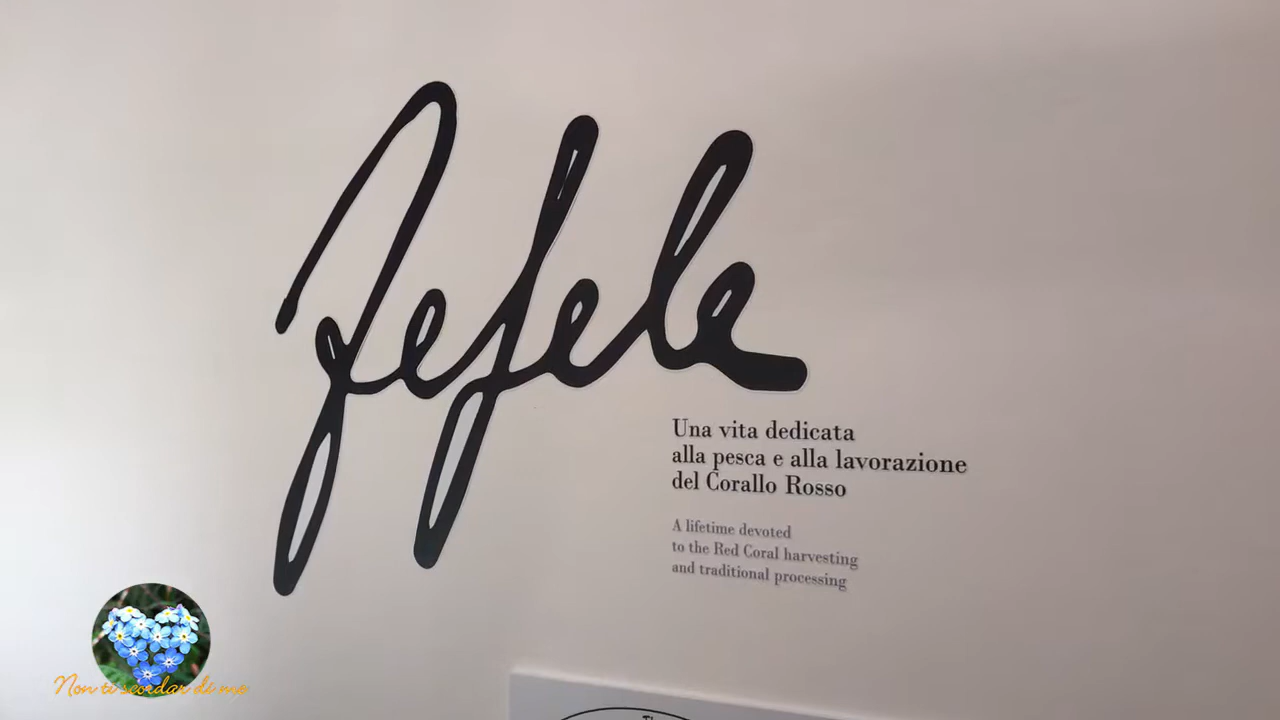 Fefele
Una vita dedicata
alla pesca e alla lavorazione
del Corallo Rosso
A lifetime devoted
to the Red Coral harvesting
and traditional processing
Non ti scordar di me